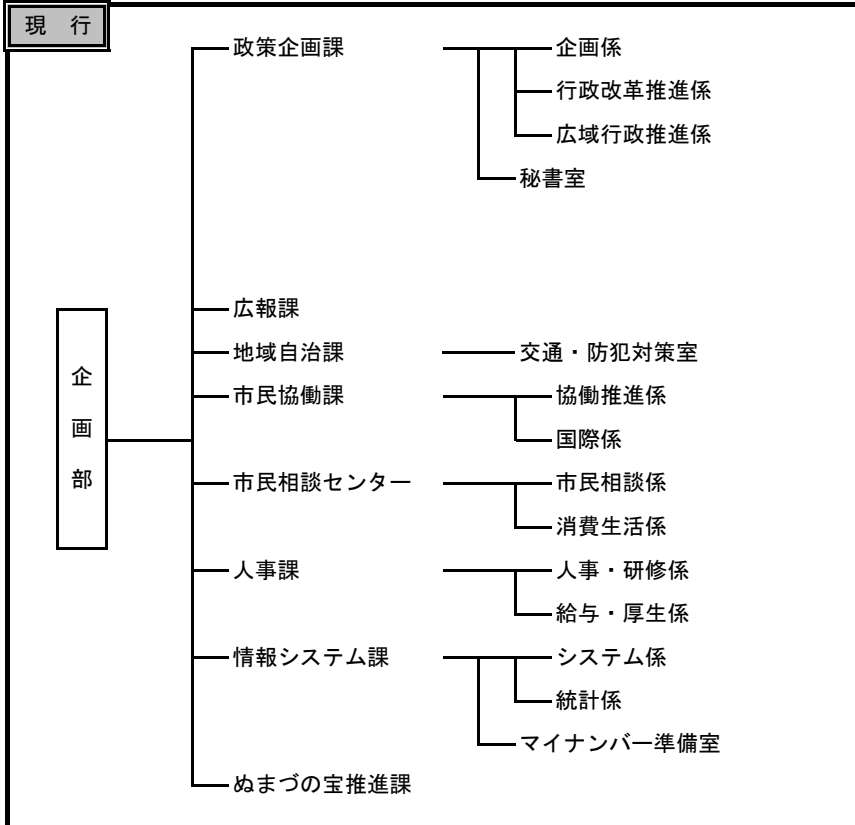 現　行
政策企画課　企画係
行政改革推進係
広域行政推進係
秘書室
広報課
地域自治課　交通・防犯対策室
企画部
市民協働課　協働推進係
国際係
市民相談センター　市民相談係
消費生活係
人事課　人事・研修係
給与・厚生係
情報システム課　システム係
統計係
マイナンバー準備室
ぬまづの宝推進課